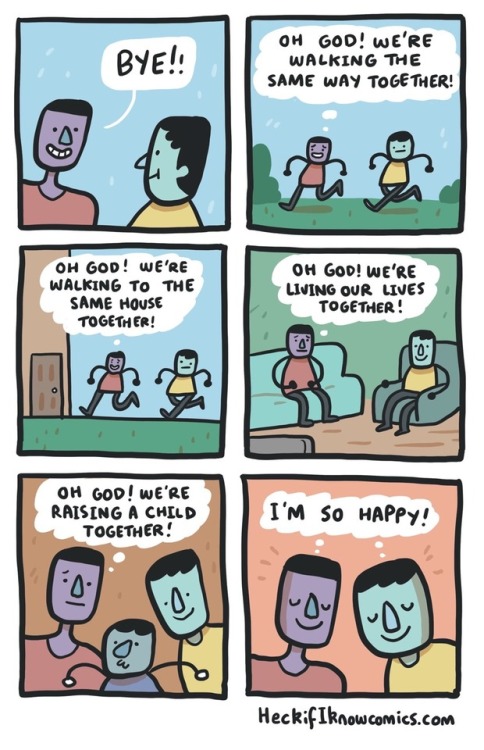 BYE!!
OH GOD! WE'RE
WALKING THE
SAME WAY TOGETHER!
OH GOD! WE'RE
WALKING TO THE
SAME HOUSE
TOGETHER!
OH GOD! WE'RE
LIVING OUR LIVES
TOGETHER!
OH GOD! WE'RE
RAISING A CHILD
TOGETHER!
I'M SO HAPPY!
HeckifIknowcomics.com